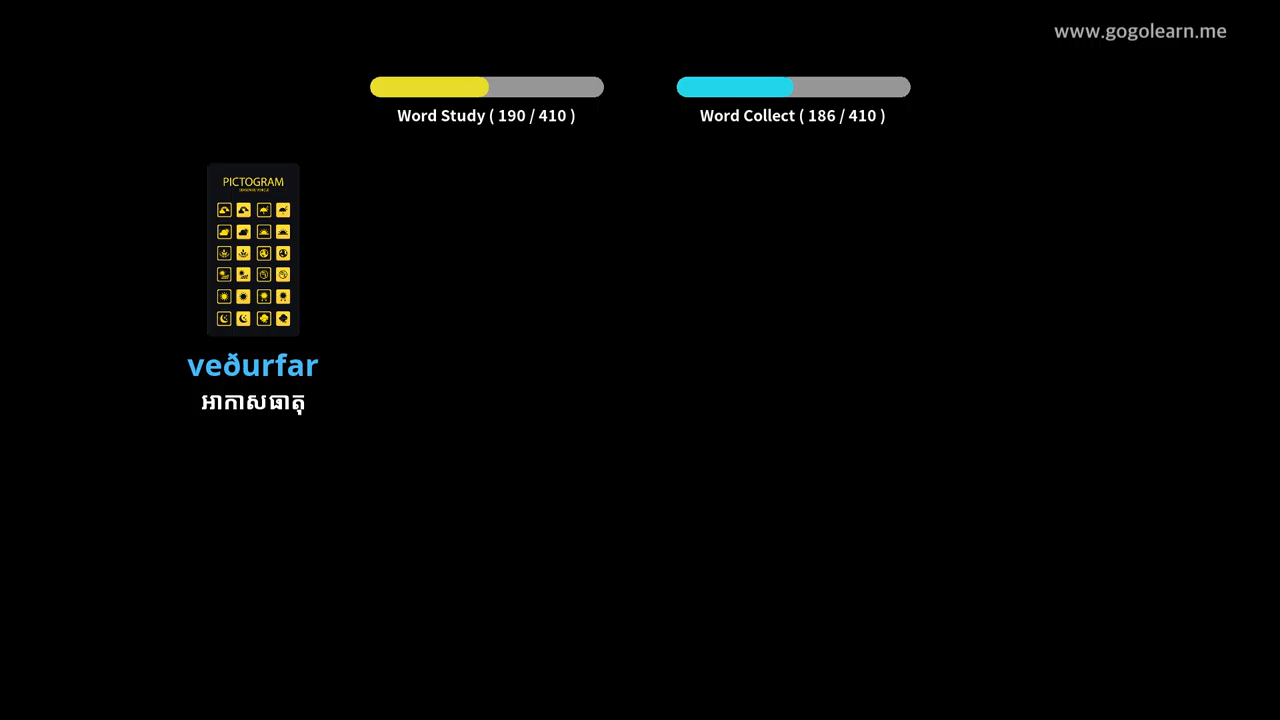 www.gogolearn.me
Word Study ( 190 / 410 )
Word Collect ( 186 / 410 )
PICTOGRAM
veðurfar
អាកាសធាតុ